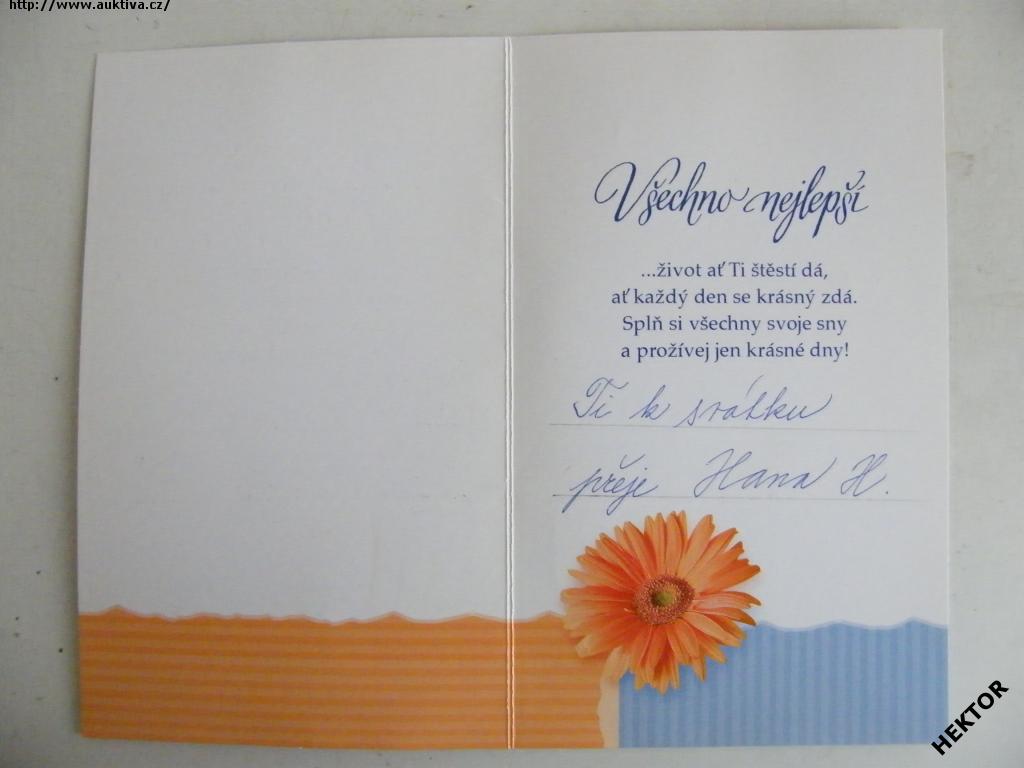 http://www.auktiva.cz/
Všechno nejlepší
...život ať Ti štěstí dá,
ať každý den se krásný zdá.
Splň si všechny svoje sny
a prožívej jen krásné dny!
Ti k svátku
přeje Hana H.
HEKTOR